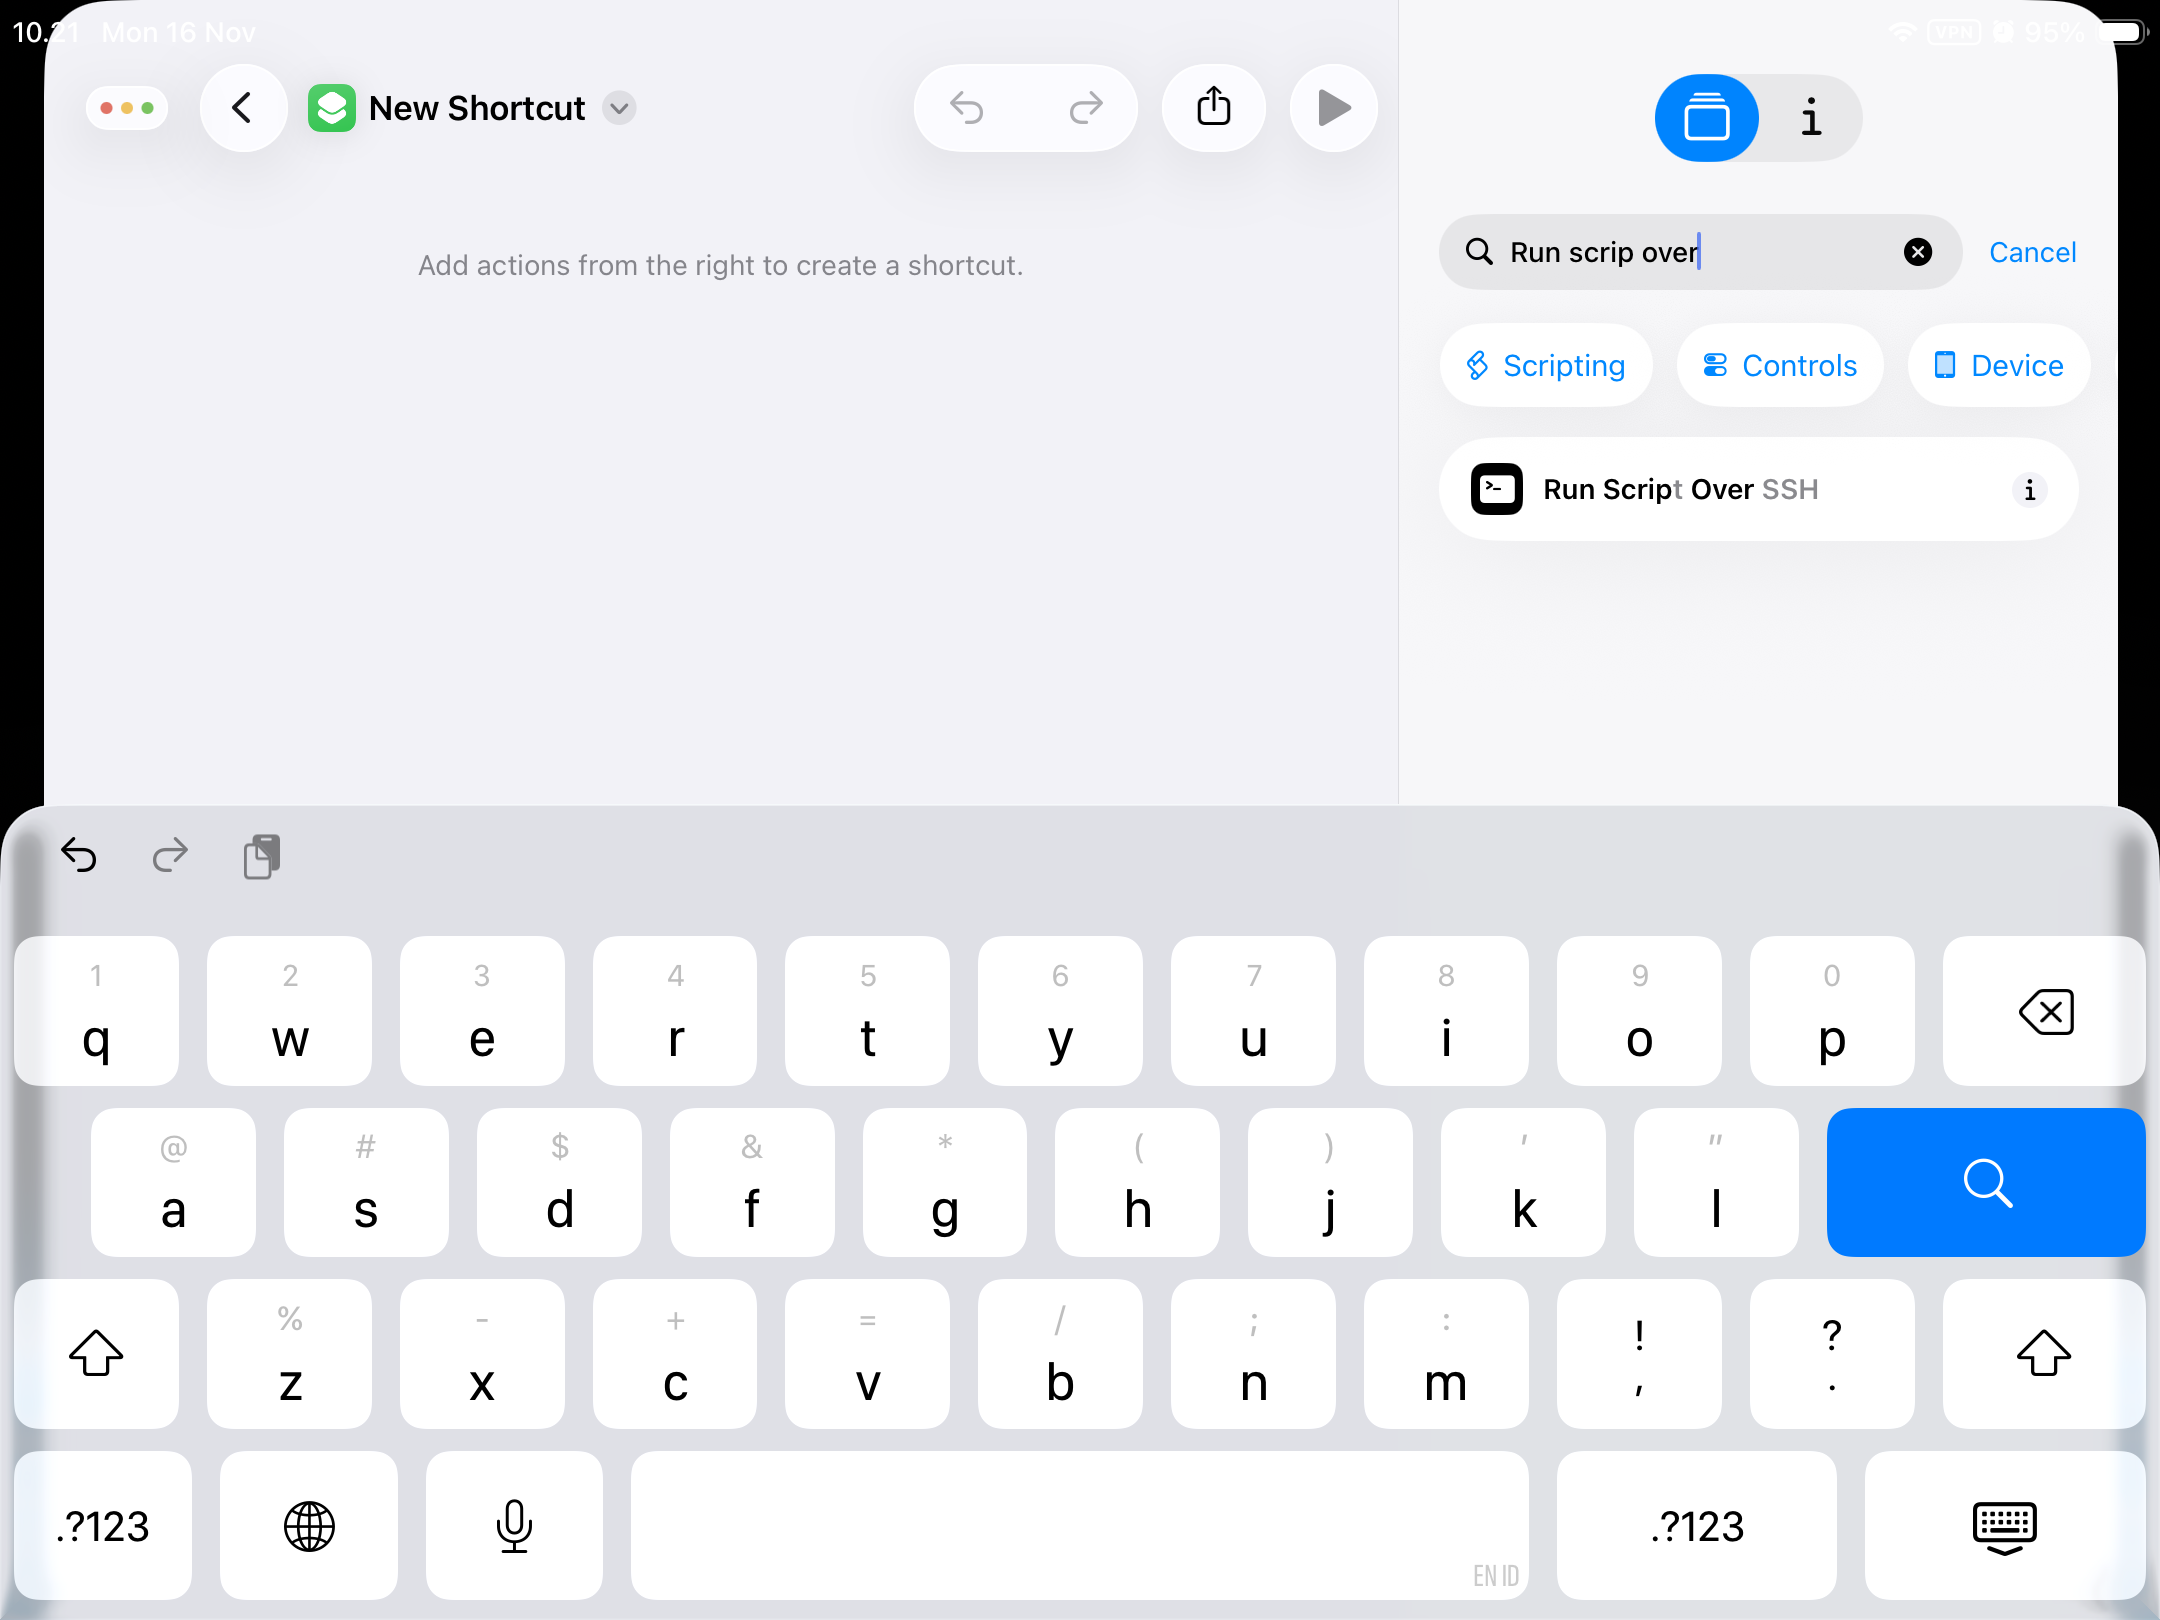 10.21 Mon 16 Nov
VPN 95%
New Shortcut
Add actions from the right to create a shortcut.
Run scrip over
Cancel
Scripting
Controls
Device
Run Script Over SSH
1 2 3 4 5 6 7 8 9 0
q w e r t y u i o p
@ # $ & * ( ) ' "
a s d f g h j k l
% - + = / ; : ! ?
z x c v b n m , .
.?123
EN ID
.?123